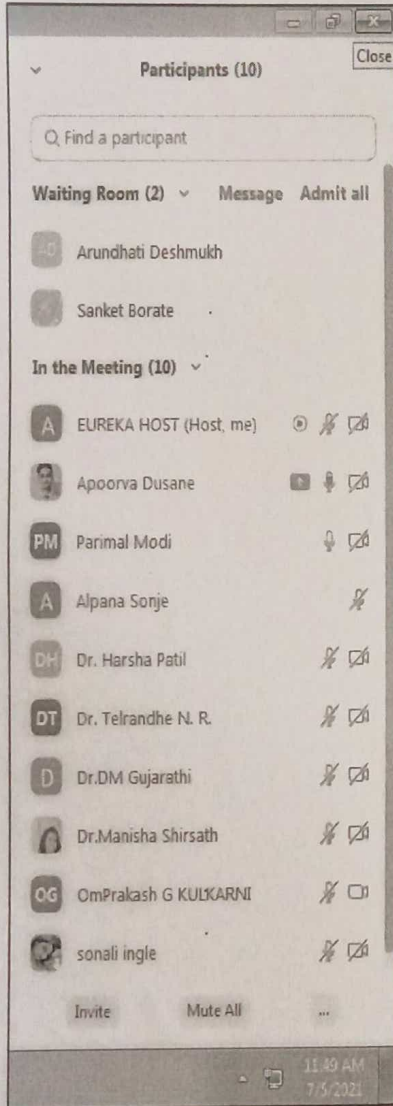 Close
Participants (10)
Find a participant
Waiting Room (2) Message Admit all
AD Arundhati Deshmukh
Sanket Borate
In the Meeting (10)
A EUREKA HOST (Host, me)
Apoorva Dusane
PM Parimal Modi
A Alpana Sonje
DH Dr. Harsha Patil
DT Dr. Telrandhe N. R.
D Dr.DM Gujarathi
Dr.Manisha Shirsath
OG OmPrakash G KULKARNI
sonali ingle
Invite Mute All ...
11:49 AM
7/5/2021